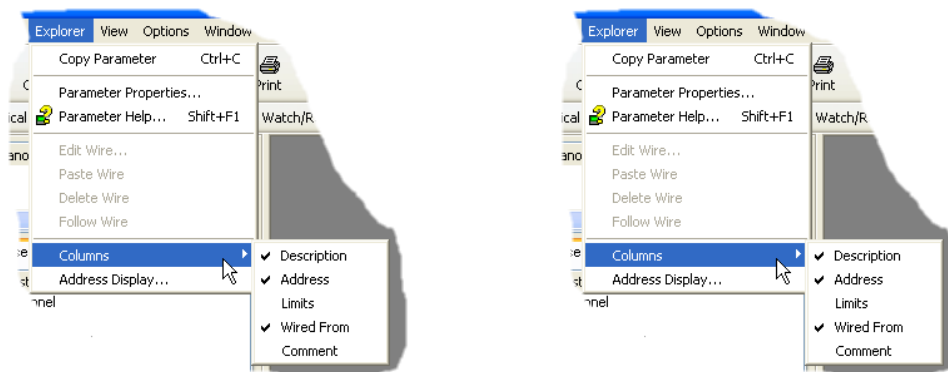 Explorer View Options Window
Copy Parameter Ctrl+C
Print
Parameter Properties...
Parameter Help... Shift+F1
Watch/R
Edit Wire...
Paste Wire
Delete Wire
Follow Wire
Columns
Address Display...
Description
Address
Limits
Wired From
Comment
Explorer View Options Window
Copy Parameter Ctrl+C
Print
Parameter Properties...
Parameter Help... Shift+F1
Watch/R
Edit Wire...
Paste Wire
Delete Wire
Follow Wire
Columns
Address Display...
Description
Address
Limits
Wired From
Comment